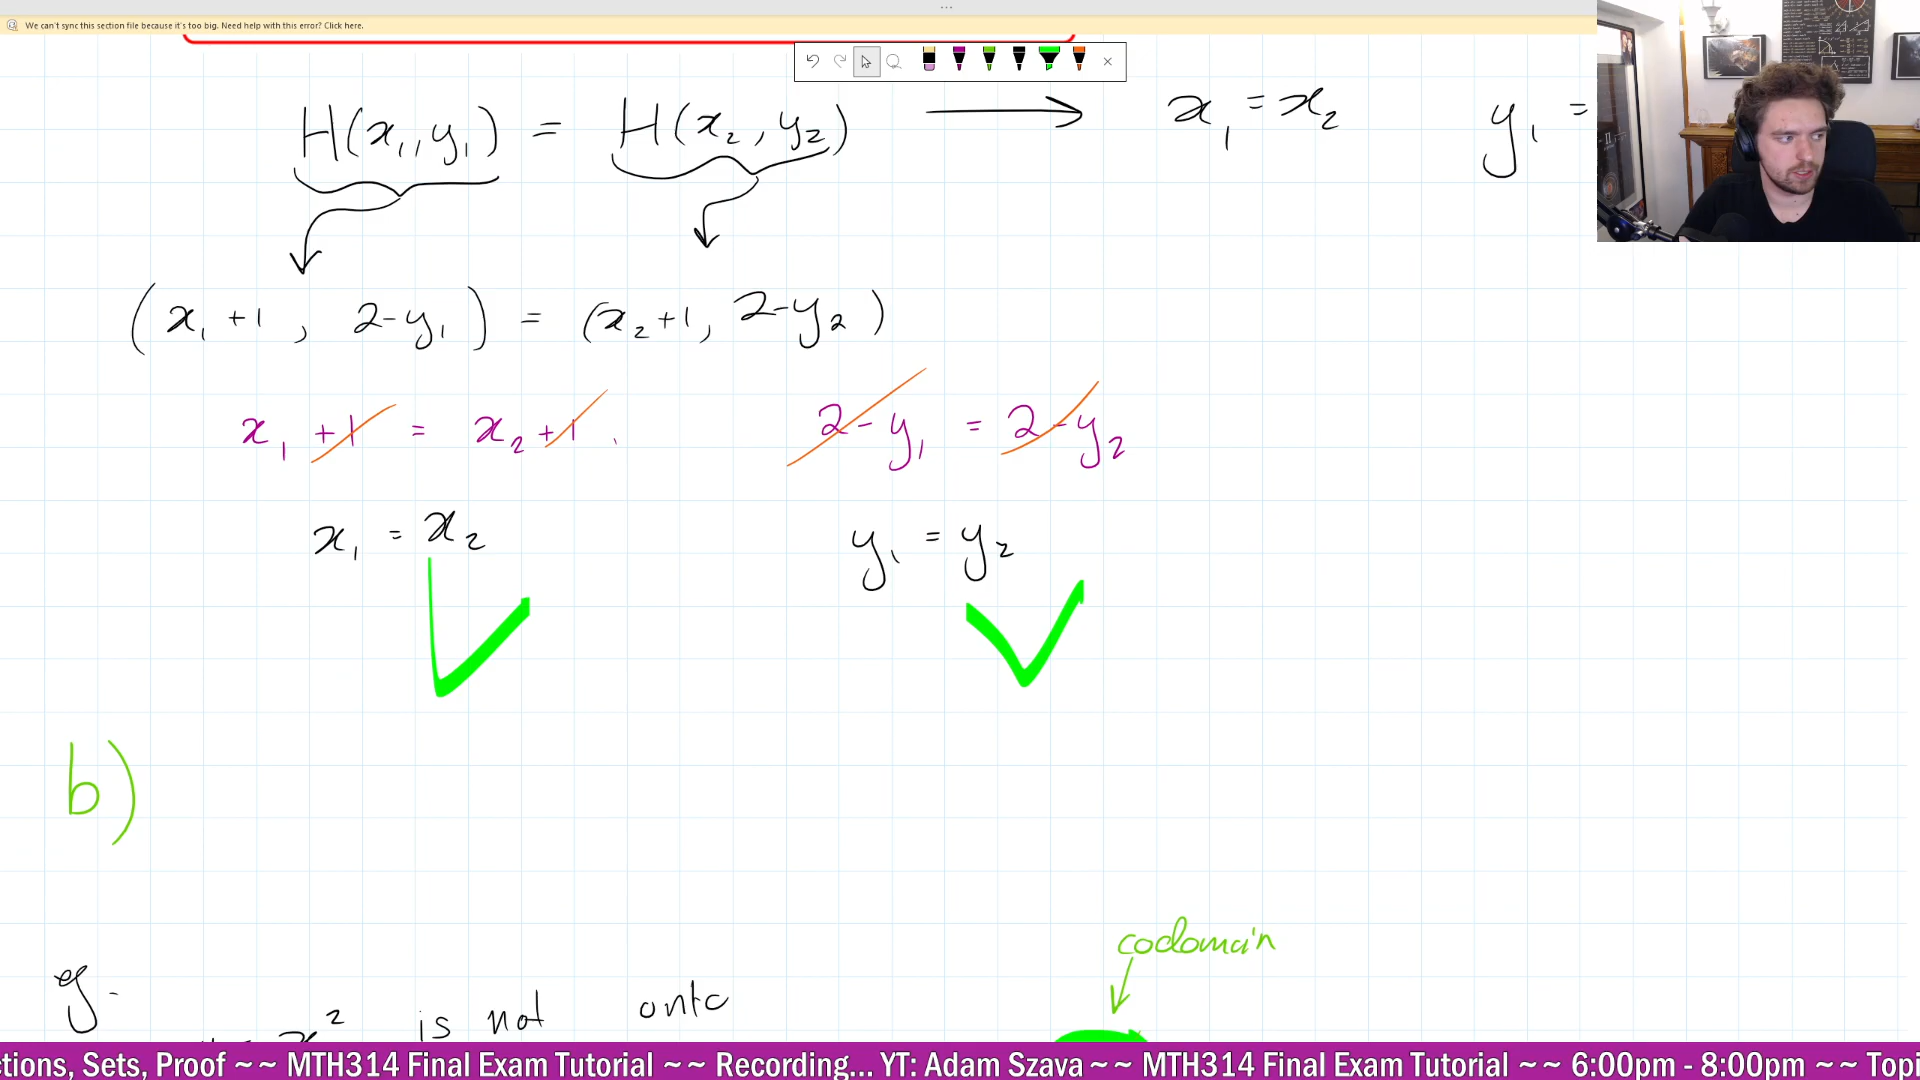 We can't sync this section file because it's too big. Need help with this error? Click here.
H(x₁, y₁) = H(x₂, y₂) → x₁ = x₂ y₁ =
(x₁ + 1, 2 - y₁) = (x₂ + 1, 2 - y₂)
x₁ + 1 = x₂ + 1 . 2 - y₁ = 2 - y₂
x₁ = x₂ y₁ = y₂
b)
codomain
eg.
x² is not onto
ctions, Sets, Proof ~~ MTH314 Final Exam Tutorial ~~ Recording... YT: Adam Szava ~~ MTH314 Final Exam Tutorial ~~ 6:00pm - 8:00pm ~~ Topi